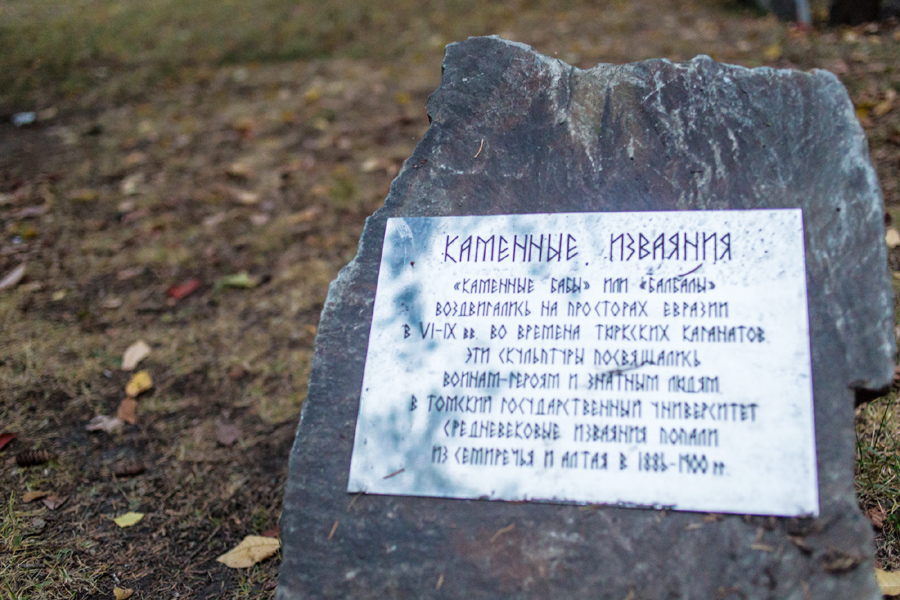 КАМЕННЫЕ ИЗВАЯНИЯ
«КАМЕННЫЕ БАБЫ» ИЛИ «БАЛБАЛЫ»
ВОЗДВИГАЛИСЬ НА ПРОСТОРАХ ЕВРАЗИИ
В VI-IX ВВ. ВО ВРЕМЕНА ТЮРКСКИХ КАГАНАТОВ.
ЭТИ СКУЛЬПТУРЫ ПОСВЯЩАЛИСЬ
ВОИНАМ-ГЕРОЯМ И ЗНАТНЫМ ЛЮДЯМ.
В ТОМСКИЙ ГОСУДАРСТВЕННЫЙ УНИВЕРСИТЕТ
СРЕДНЕВЕКОВЫЕ ИЗВАЯНИЯ ПОПАЛИ
ИЗ СЕМИРЕЧЬЯ И АЛТАЯ В 1886-1900 ГГ.